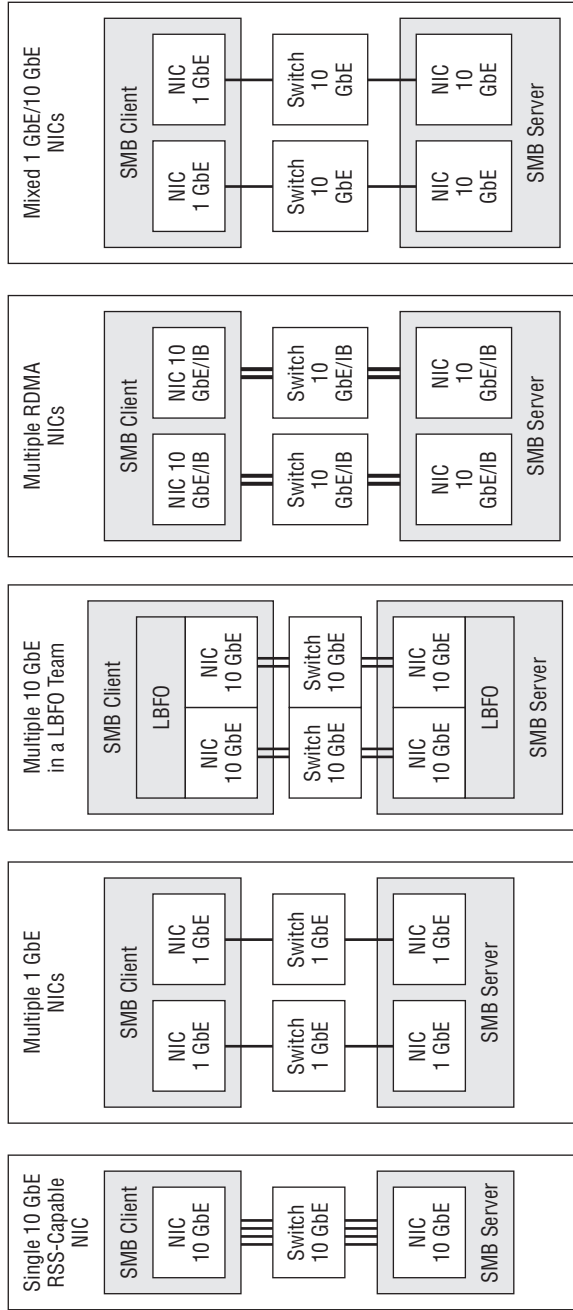 Single 10 GbE
RSS-Capable
NIC
SMB Client
NIC
10 GbE
Switch
10 GbE
NIC
10 GbE
SMB Server
Multiple 1 GbE
NICs
SMB Client
NIC
1 GbE
NIC
1 GbE
Switch
1 GbE
Switch
1 GbE
NIC
1 GbE
NIC
1 GbE
SMB Server
Multiple 10 GbE
in a LBFO Team
SMB Client
LBFO
NIC
10 GbE
NIC
10 GbE
Switch
10 GbE
Switch
10 GbE
NIC
10 GbE
NIC
10 GbE
LBFO
SMB Server
Multiple RDMA
NICs
SMB Client
NIC 10
GbE/IB
NIC 10
GbE/IB
Switch
10
GbE/IB
Switch
10
GbE/IB
NIC
10
GbE/IB
NIC
10
GbE/IB
SMB Server
Mixed 1 GbE/10 GbE
NICs
SMB Client
NIC
1 GbE
NIC
1 GbE
Switch
10
GbE
Switch
10
GbE
NIC
10
GbE
NIC
10
GbE
SMB Server